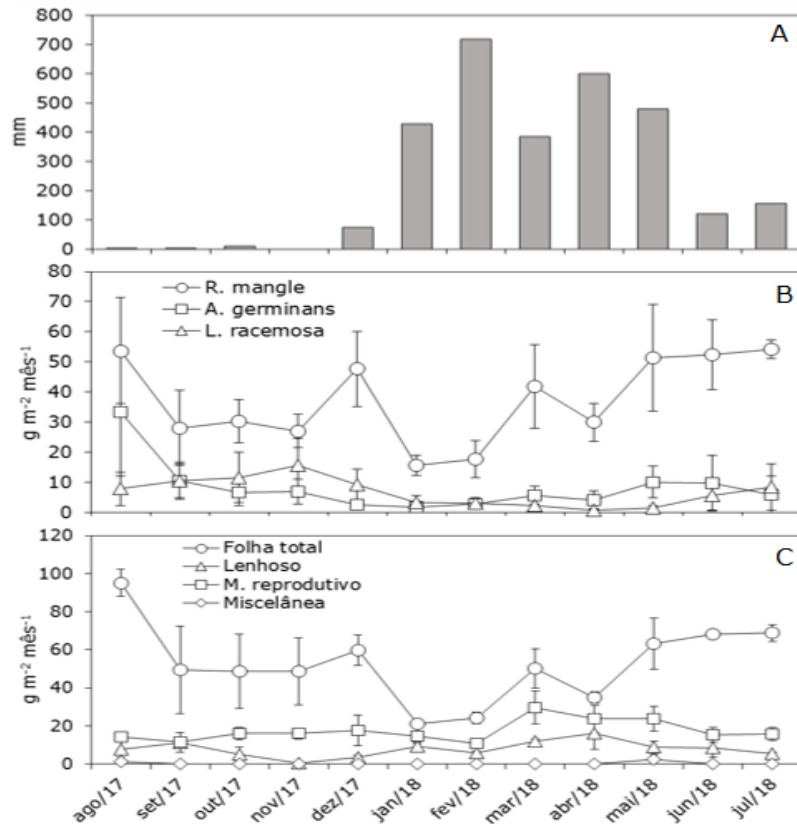 A
800
700
600
500
400
300
200
100
0
mm
B
80
70
60
50
40
30
20
10
0
g m⁻² mês⁻¹
R. mangle
A. germinans
L. racemosa
C
120
100
80
60
40
20
0
g m⁻² mês⁻¹
Folha total
Lenhoso
M. reprodutivo
Miscelânea
ago/17
set/17
out/17
nov/17
dez/17
jan/18
fev/18
mar/18
abr/18
mai/18
jun/18
jul/18